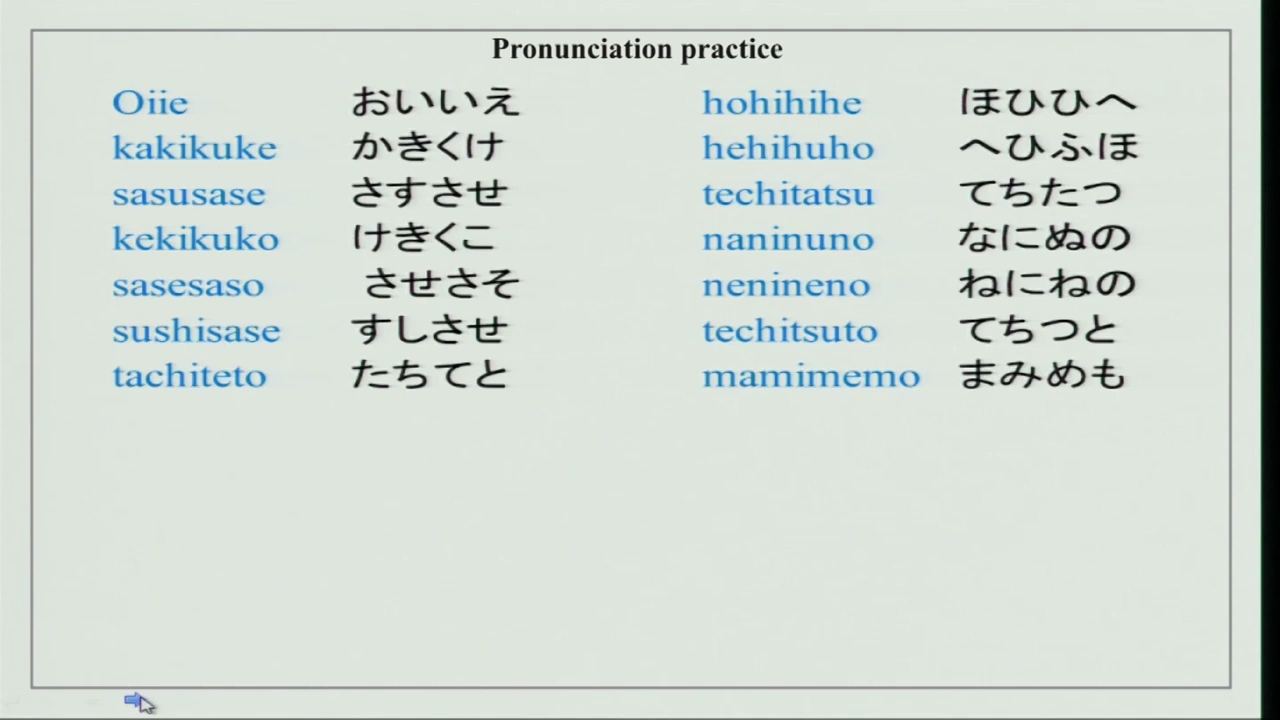 Pronunciation practice
Oiie おいいえ hohihihe ほひひへ
kakikuke かきくけ hehihuho へひふほ
sasusase さすさせ techitatsu てちたつ
kekikuko けきくこ naninuno なにぬの
sasesaso させさそ nenineno ねにねの
sushisase すしさせ techitsuto てちつと
tachiteto たちてと mamimemo まみめも